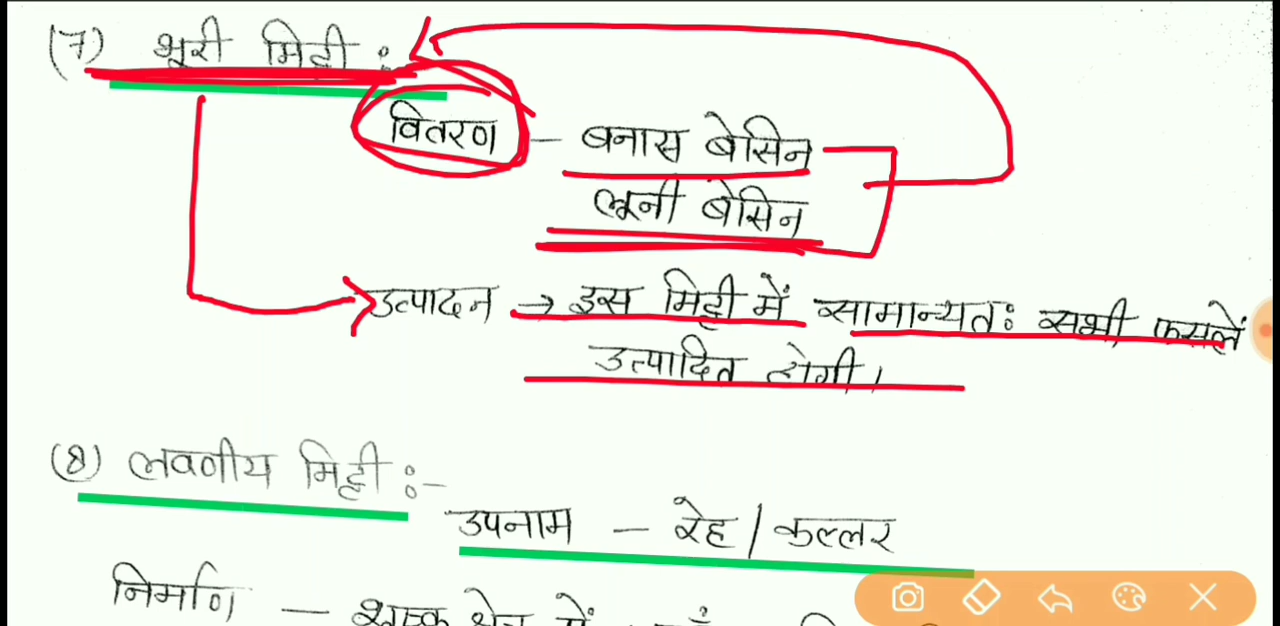 (7) भूरी मिट्टी :
वितरण – बनास बेसिन
लूनी बेसिन
उत्पादन → इस मिट्टी में सामान्यतः सभी फसलें
उत्पादित होगी।
(8) लवणीय मिट्टी :-
उपनाम – रेह / कल्लर
निर्माण – शुष्क क्षेत्र में